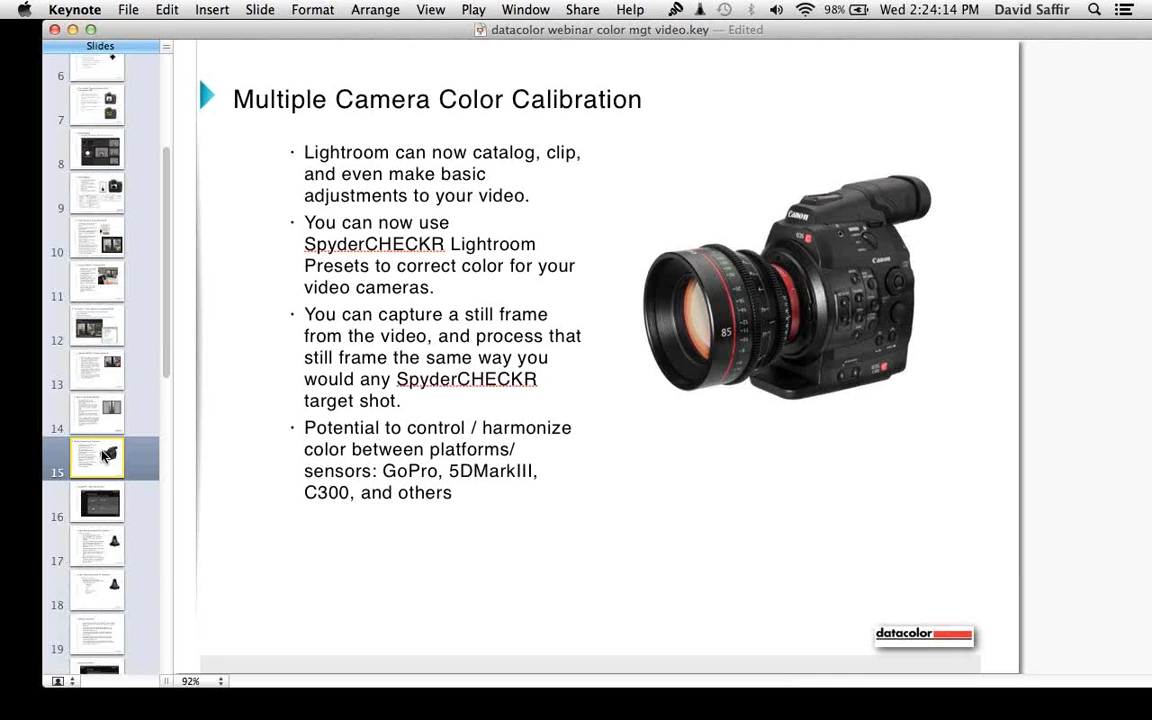 Keynote File Edit Insert Slide Format Arrange View Play Window Share Help 98% Wed 2:24:14 PM David Saffir
datacolor webinar color mgt video.key — Edited
Slides
6
7
8
9
10
11
12
13
14
15
16
17
18
19
Multiple Camera Color Calibration
· Lightroom can now catalog, clip,
and even make basic
adjustments to your video.
· You can now use
SpyderCHECKR Lightroom
Presets to correct color for your
video cameras.
· You can capture a still frame
from the video, and process that
still frame the same way you
would any SpyderCHECKR
target shot.
· Potential to control / harmonize
color between platforms/
sensors: GoPro, 5DMarkIII,
C300, and others
Canon
Canon
85
datacolor
92%